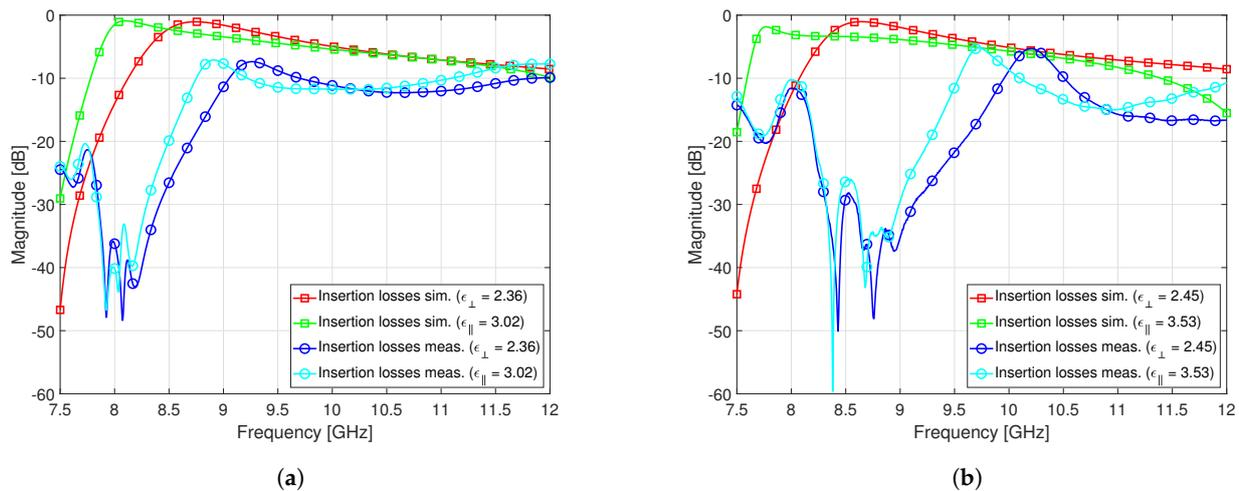 0
-10
-20
-30
-40
-50
-60
Magnitude [dB]
7.5 8 8.5 9 9.5 10 10.5 11 11.5 12
Frequency [GHz]
Insertion losses sim. (ϵ⊥ = 2.36)
Insertion losses sim. (ϵ∥ = 3.02)
Insertion losses meas. (ϵ⊥ = 2.36)
Insertion losses meas. (ϵ∥ = 3.02)
(a)
0
-10
-20
-30
-40
-50
-60
Magnitude [dB]
7.5 8 8.5 9 9.5 10 10.5 11 11.5 12
Frequency [GHz]
Insertion losses sim. (ϵ⊥ = 2.45)
Insertion losses sim. (ϵ∥ = 3.53)
Insertion losses meas. (ϵ⊥ = 2.45)
Insertion losses meas. (ϵ∥ = 3.53)
(b)